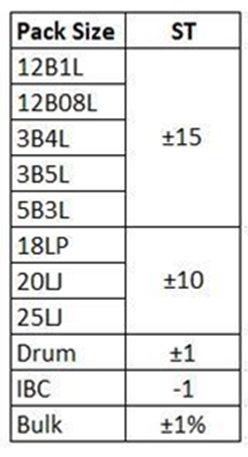 Pack Size ST
12B1L
12B08L
3B4L ±15
3B5L
5B3L
18LP
20LJ ±10
25LJ
Drum ±1
IBC -1
Bulk ±1%